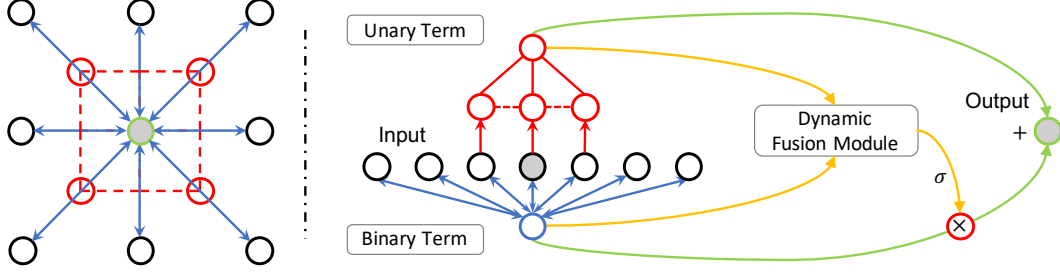 Unary Term
Input
Binary Term
Dynamic
Fusion Module
Output
+
σ
×